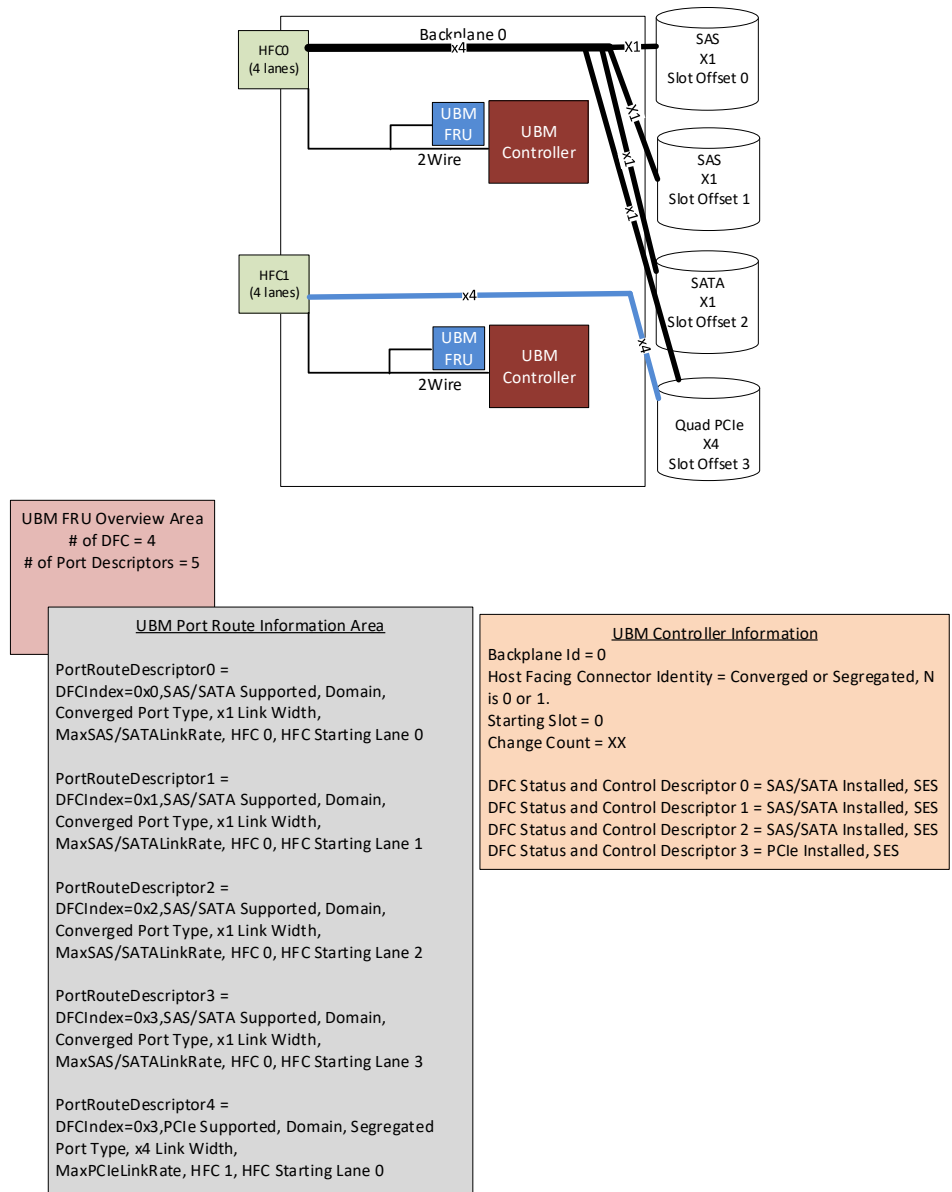 Backplane 0
HFC0
(4 lanes)
x4
X1
SAS
X1
Slot Offset 0
UBM
FRU
UBM
Controller
2Wire
X1
SAS
X1
Slot Offset 1
x1
x1
HFC1
(4 lanes)
x4
SATA
X1
Slot Offset 2
UBM
FRU
UBM
Controller
2Wire
x4
Quad PCIe
X4
Slot Offset 3
UBM FRU Overview Area
# of DFC = 4
# of Port Descriptors = 5
UBM Port Route Information Area
PortRouteDescriptor0 =
DFCIndex=0x0,SAS/SATA Supported, Domain,
Converged Port Type, x1 Link Width,
MaxSAS/SATALinkRate, HFC 0, HFC Starting Lane 0
PortRouteDescriptor1 =
DFCIndex=0x1,SAS/SATA Supported, Domain,
Converged Port Type, x1 Link Width,
MaxSAS/SATALinkRate, HFC 0, HFC Starting Lane 1
PortRouteDescriptor2 =
DFCIndex=0x2,SAS/SATA Supported, Domain,
Converged Port Type, x1 Link Width,
MaxSAS/SATALinkRate, HFC 0, HFC Starting Lane 2
PortRouteDescriptor3 =
DFCIndex=0x3,SAS/SATA Supported, Domain,
Converged Port Type, x1 Link Width,
MaxSAS/SATALinkRate, HFC 0, HFC Starting Lane 3
PortRouteDescriptor4 =
DFCIndex=0x3,PCIe Supported, Domain, Segregated
Port Type, x4 Link Width,
MaxPCIeLinkRate, HFC 1, HFC Starting Lane 0
UBM Controller Information
Backplane Id = 0
Host Facing Connector Identity = Converged or Segregated, N
is 0 or 1.
Starting Slot = 0
Change Count = XX
DFC Status and Control Descriptor 0 = SAS/SATA Installed, SES
DFC Status and Control Descriptor 1 = SAS/SATA Installed, SES
DFC Status and Control Descriptor 2 = SAS/SATA Installed, SES
DFC Status and Control Descriptor 3 = PCIe Installed, SES